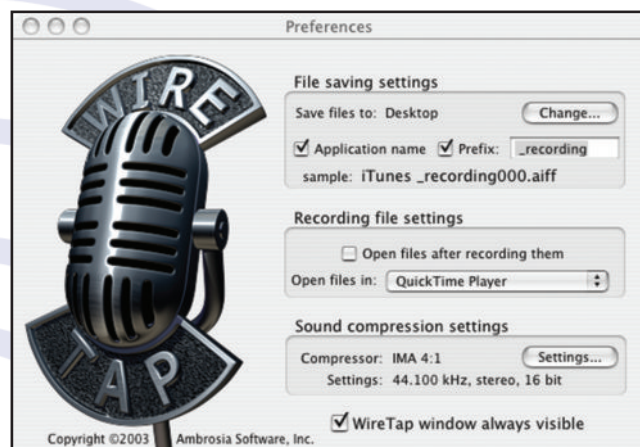 Preferences
WIRE
TAP
Copyright ©2003 Ambrosia Software, Inc.
File saving settings
Save files to: Desktop Change...
Application name Prefix: _recording
sample: iTunes _recording000.aiff
Recording file settings
Open files after recording them
Open files in: QuickTime Player
Sound compression settings
Compressor: IMA 4:1 Settings...
Settings: 44.100 kHz, stereo, 16 bit
WireTap window always visible